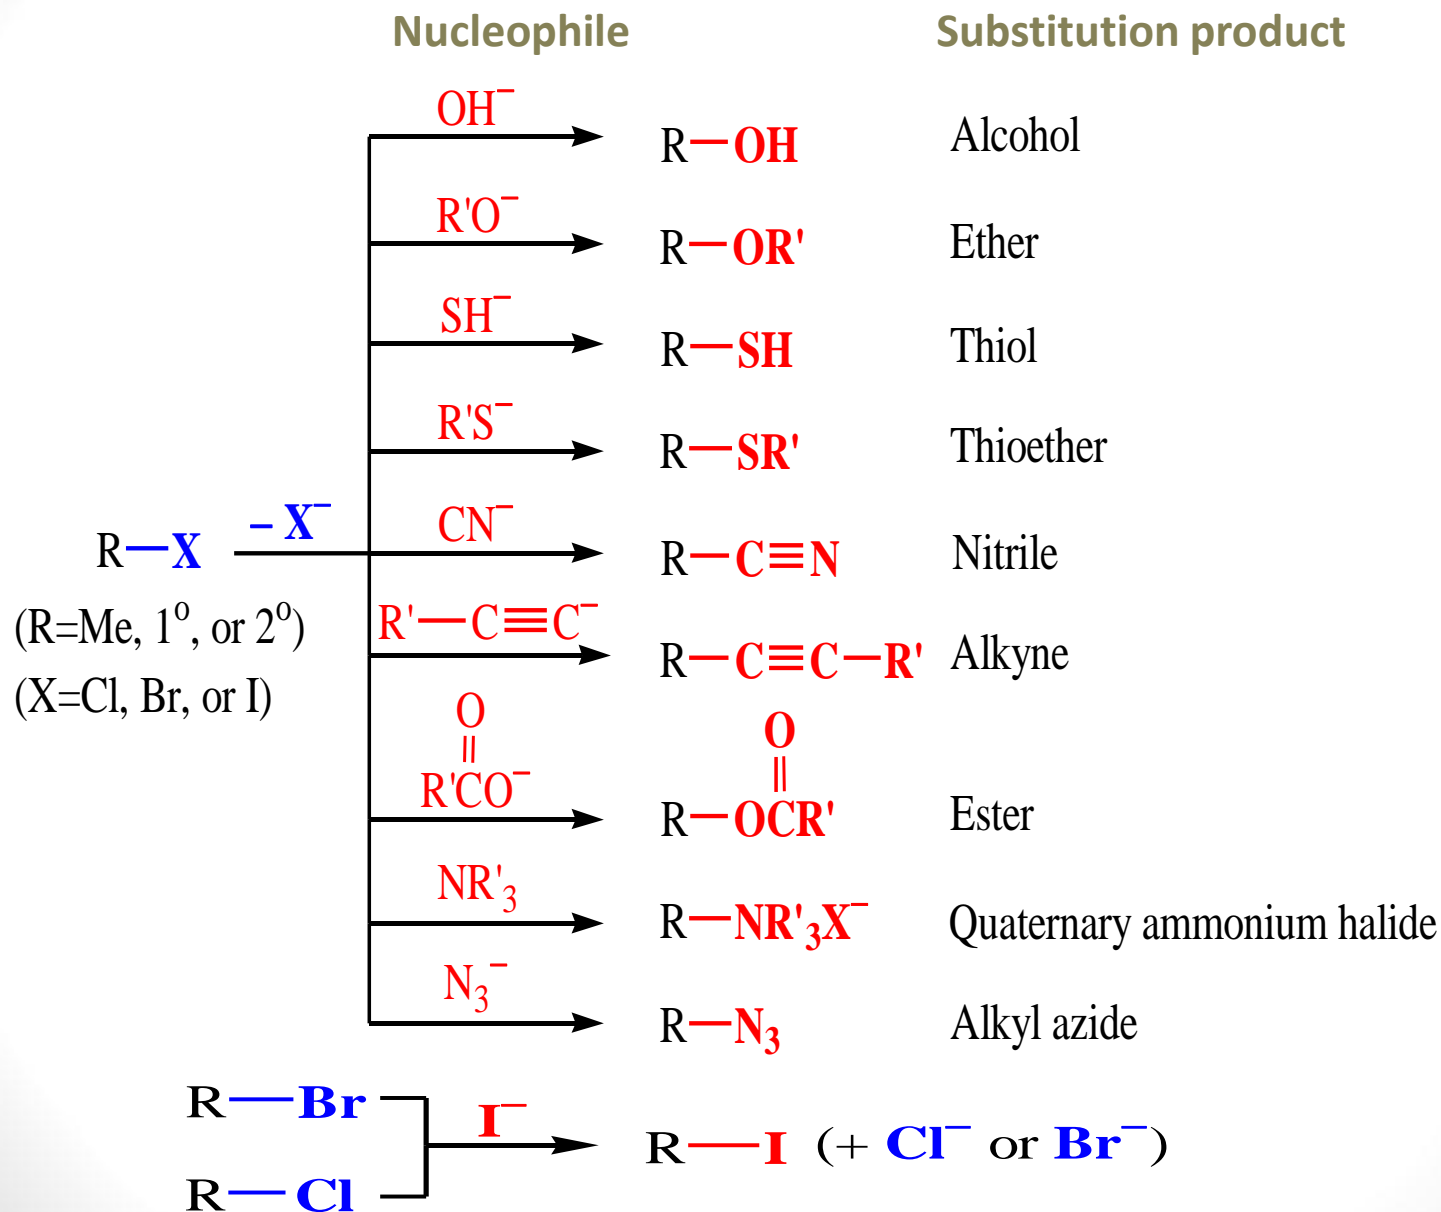 Nucleophile Substitution product
OH⁻
R—OH Alcohol
R'O⁻
R—OR' Ether
SH⁻
R—SH Thiol
R'S⁻
R—SR' Thioether
R—X – X⁻ CN⁻
R—C≡N Nitrile
(R=Me, 1°, or 2°)
R'—C≡C⁻
R—C≡C—R' Alkyne
(X=Cl, Br, or I)
O
||
R'CO⁻
O
||
R—OCR' Ester
NR'₃
R—NR'₃X⁻ Quaternary ammonium halide
N₃⁻
R—N₃ Alkyl azide
R—Br
I⁻
R—I (+ Cl⁻ or Br⁻)
R—Cl